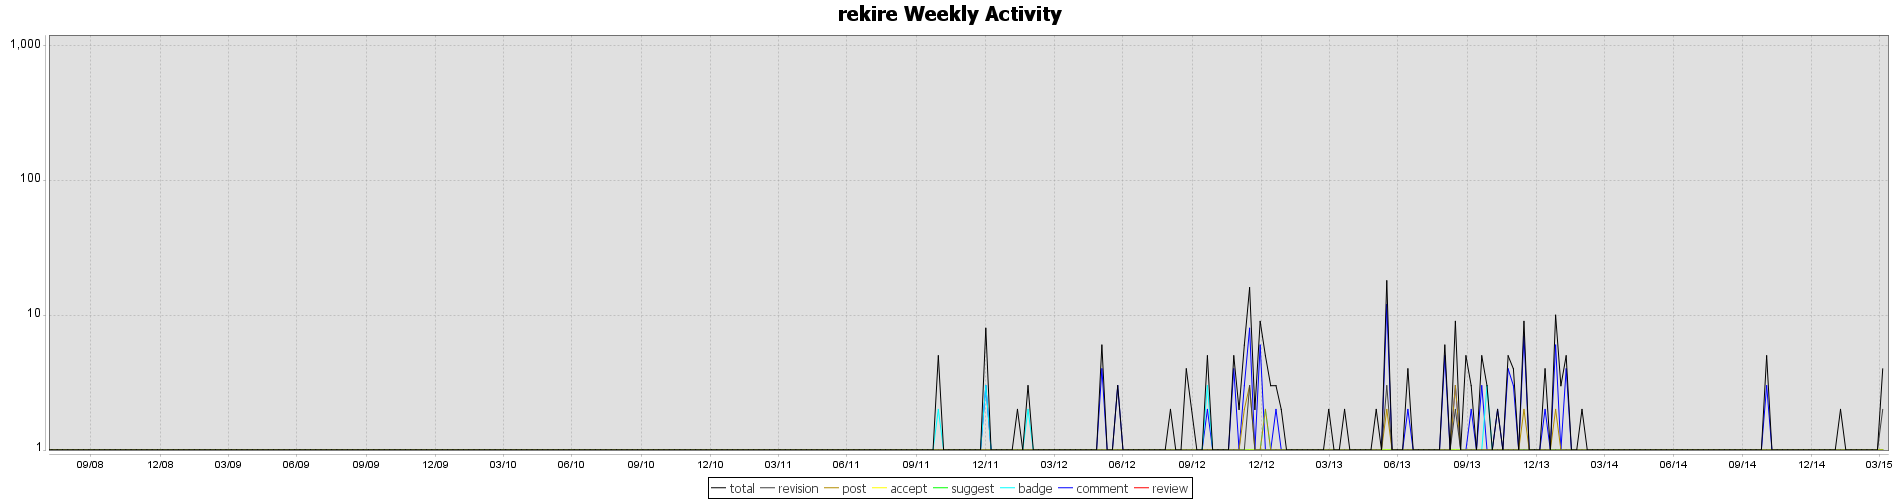 rekire Weekly Activity
1,000
100
10
1
09/08 12/08 03/09 06/09 09/09 12/09 03/10 06/10 09/10 12/10 03/11 06/11 09/11 12/11 03/12 06/12 09/12 12/12 03/13 06/13 09/13 12/13 03/14 06/14 09/14 12/14 03/15
total revision post accept suggest badge comment review